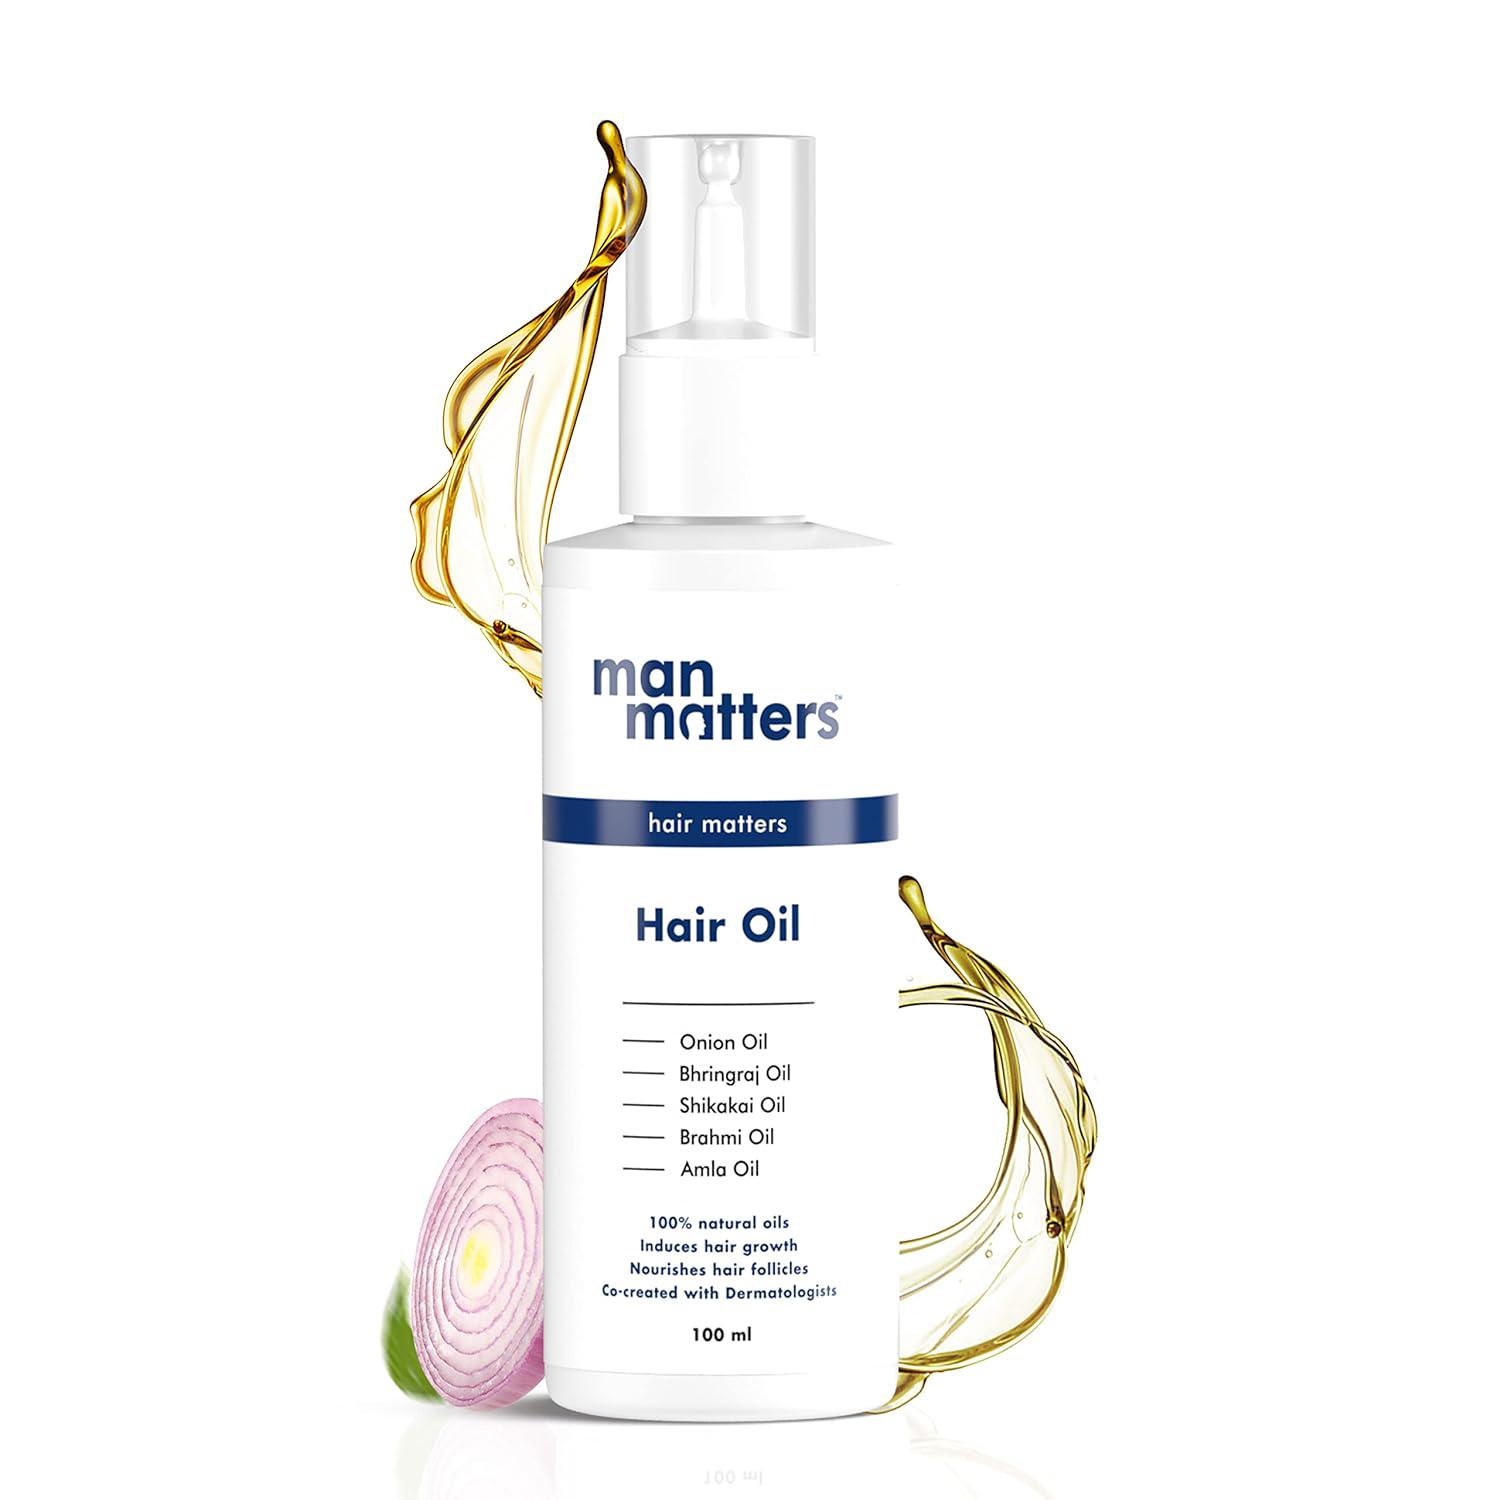 man
matters™
hair matters
Hair Oil
Onion Oil
Bhringraj Oil
Shikakai Oil
Brahmi Oil
Amla Oil
100% natural oils
Induces hair growth
Nourishes hair follicles
Co-created with Dermatologists
100 ml